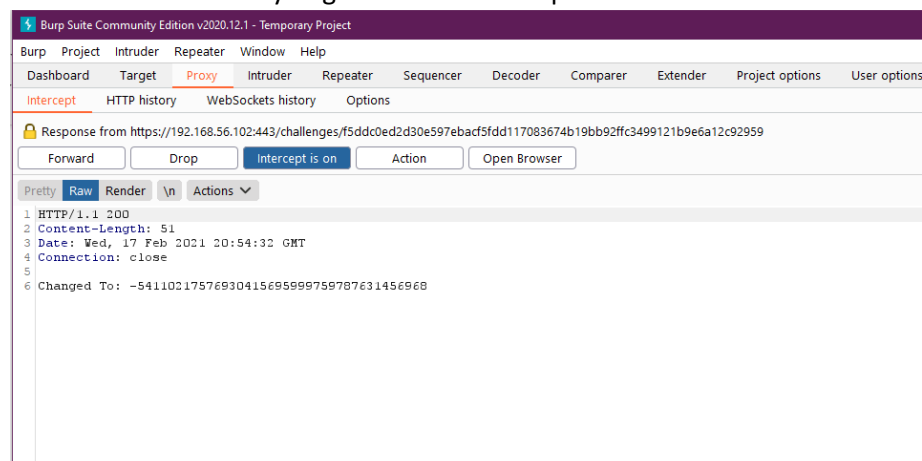 Burp Suite Community Edition v2020.12.1 - Temporary Project
Burp Project Intruder Repeater Window Help
Dashboard Target Proxy Intruder Repeater Sequencer Decoder Comparer Extender Project options User options
Intercept HTTP history WebSockets history Options
Response from https://192.168.56.102:443/challenges/f5ddc0ed2d30e597ebacf5fdd117083674b19bb92ffc3499121b9e6a12c92959
Forward Drop Intercept is on Action Open Browser
Pretty Raw Render \n Actions
1 HTTP/1.1 200
2 Content-Length: 51
3 Date: Wed, 17 Feb 2021 20:54:32 GMT
4 Connection: close
5
6 Changed To: -541102175769304156959997597876314​56968